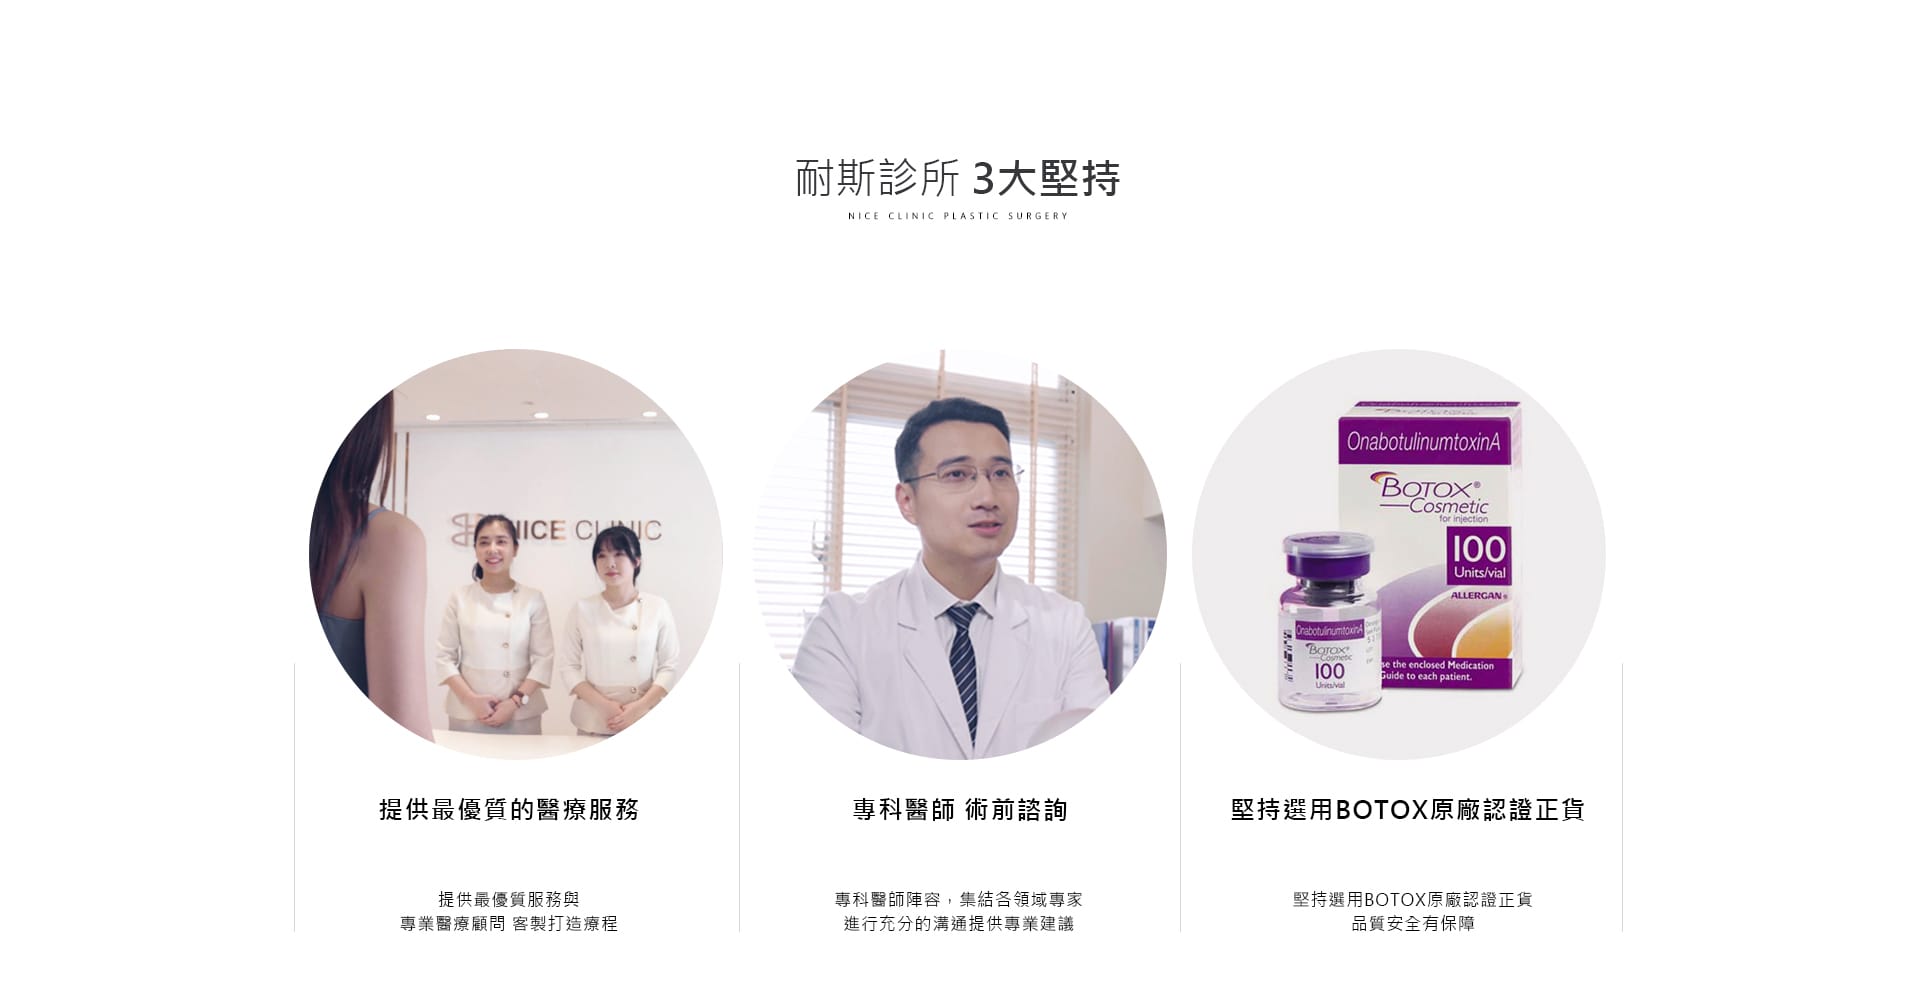 耐斯診所 3大堅持
NICE CLINIC PLASTIC SURGERY
NICE CLINIC
OnabotulinumtoxinA
BOTOX®
Cosmetic
for injection
100
Units/vial
ALLERGAN
se the enclosed Medication
Guide to each patient.
OnabotulinumtoxinA
BOTOX®
Cosmetic
100
Units/vial
提供最優質的醫療服務
提供最優質服務與
專業醫療顧問 客製打造療程
專科醫師 術前諮詢
專科醫師陣容，集結各領域專家
進行充分的溝通提供專業建議
堅持選用BOTOX原廠認證正貨
堅持選用BOTOX原廠認證正貨
品質安全有保障